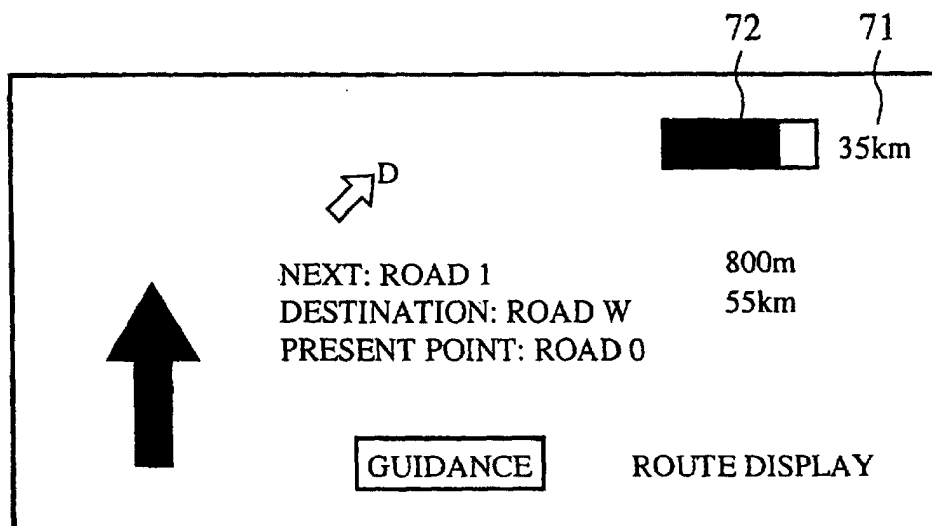 72 71
35km
D
NEXT: ROAD 1 800m
DESTINATION: ROAD W 55km
PRESENT POINT: ROAD 0
GUIDANCE ROUTE DISPLAY